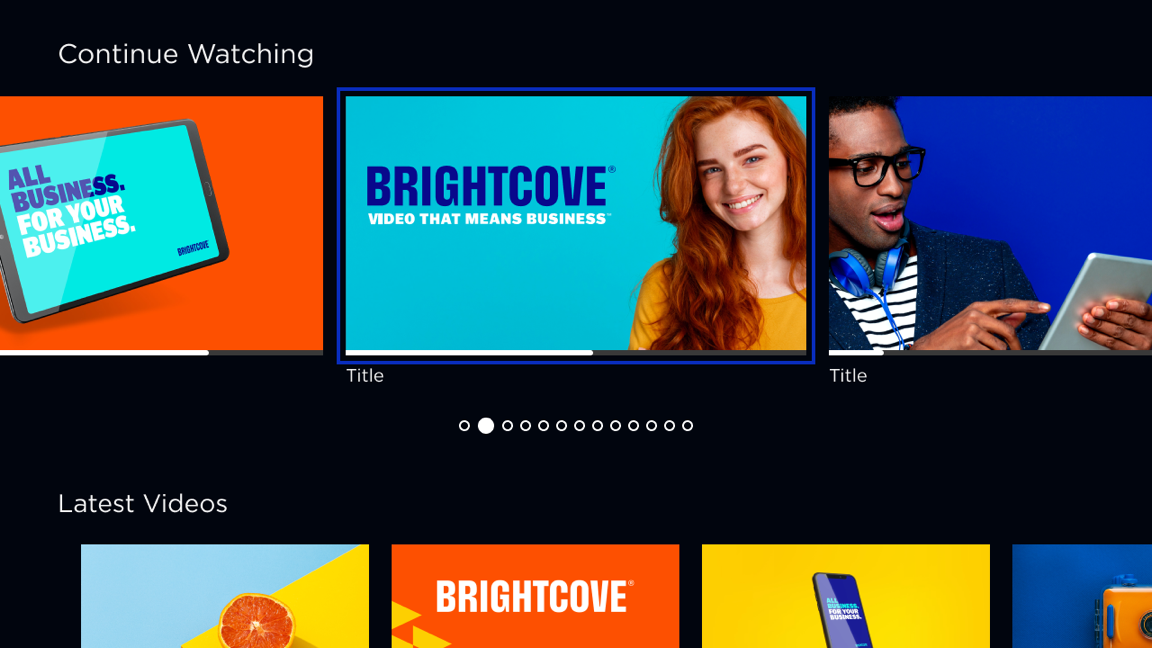 Continue Watching
ALL
BUSINESS.
FOR YOUR
BUSINESS.
BRIGHTCOVE
BRIGHTCOVE®
VIDEO THAT MEANS BUSINESS™
Title
Title
Latest Videos
BRIGHTCOVE®
ALL
BUSINESS.
FOR YOUR
BUSINESS.